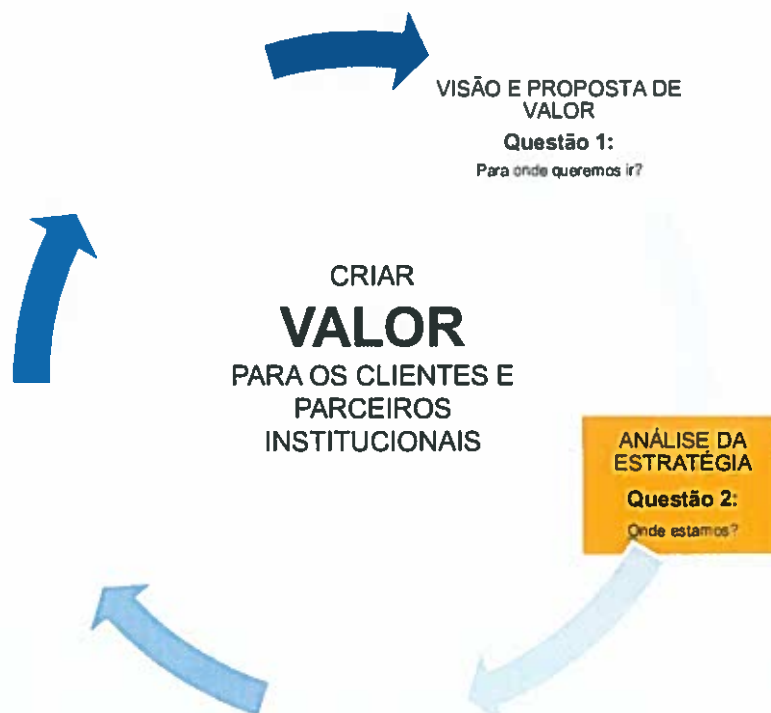 VISÃO E PROPOSTA DE
VALOR
Questão 1:
Para onde queremos ir?
CRIAR
VALOR
PARA OS CLIENTES E
PARCEIROS
INSTITUCIONAIS
ANÁLISE DA
ESTRATÉGIA
Questão 2:
Onde estamos?